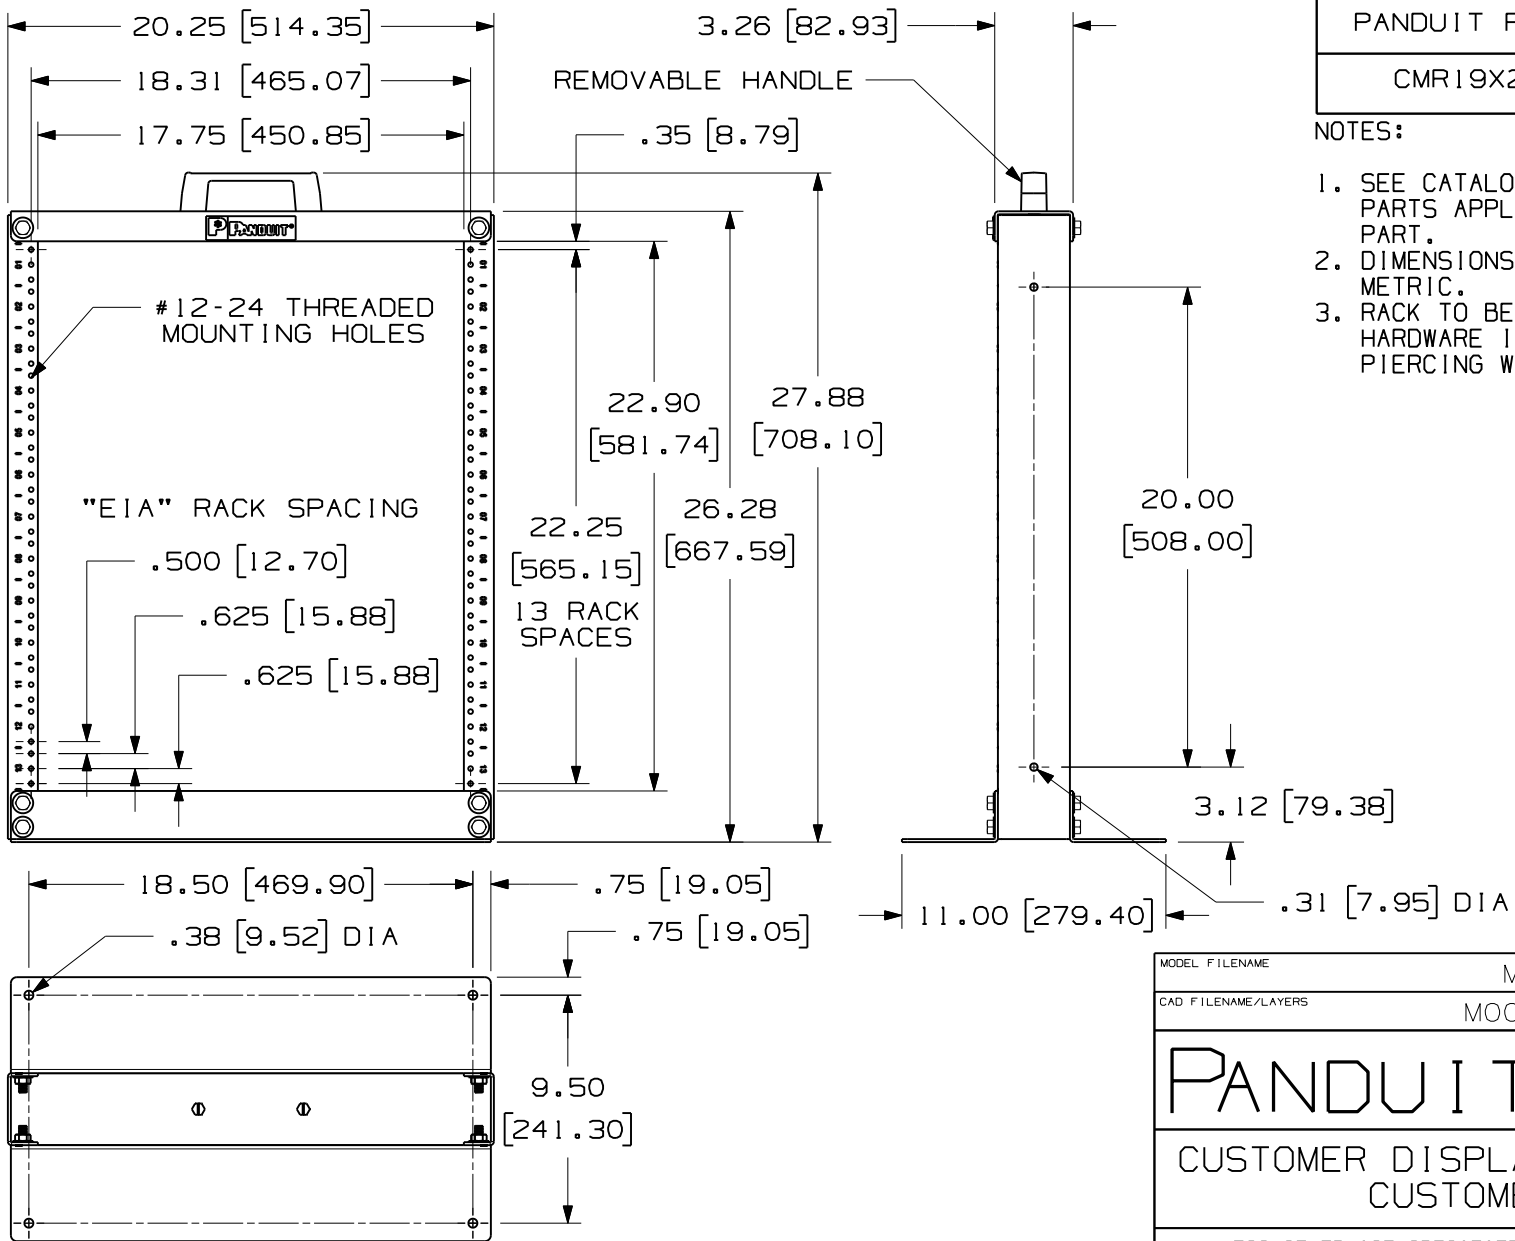 20.25 [514.35]
18.31 [465.07]
17.75 [450.85]
3.26 [82.93]
REMOVABLE HANDLE
.35 [8.79]
PANDUIT
#12-24 THREADED
MOUNTING HOLES
"EIA" RACK SPACING
.500 [12.70]
.625 [15.88]
.625 [15.88]
22.90
[581.74]
27.88
[708.10]
22.25
[565.15]
13 RACK
SPACES
26.28
[667.59]
20.00
[508.00]
3.12 [79.38]
11.00 [279.40]
.31 [7.95] DIA
18.50 [469.90]
.75 [19.05]
.38 [9.52] DIA
.75 [19.05]
9.50
[241.30]
PANDUIT P
CMR19X2
NOTES:
1. SEE CATALO
PARTS APPL
PART.
2. DIMENSIONS
METRIC.
3. RACK TO BE
HARDWARE I
PIERCING W
MODEL FILENAME
M
CAD FILENAME/LAYERS
MOC
PANDUIT
CUSTOMER DISPLA
CUSTOME